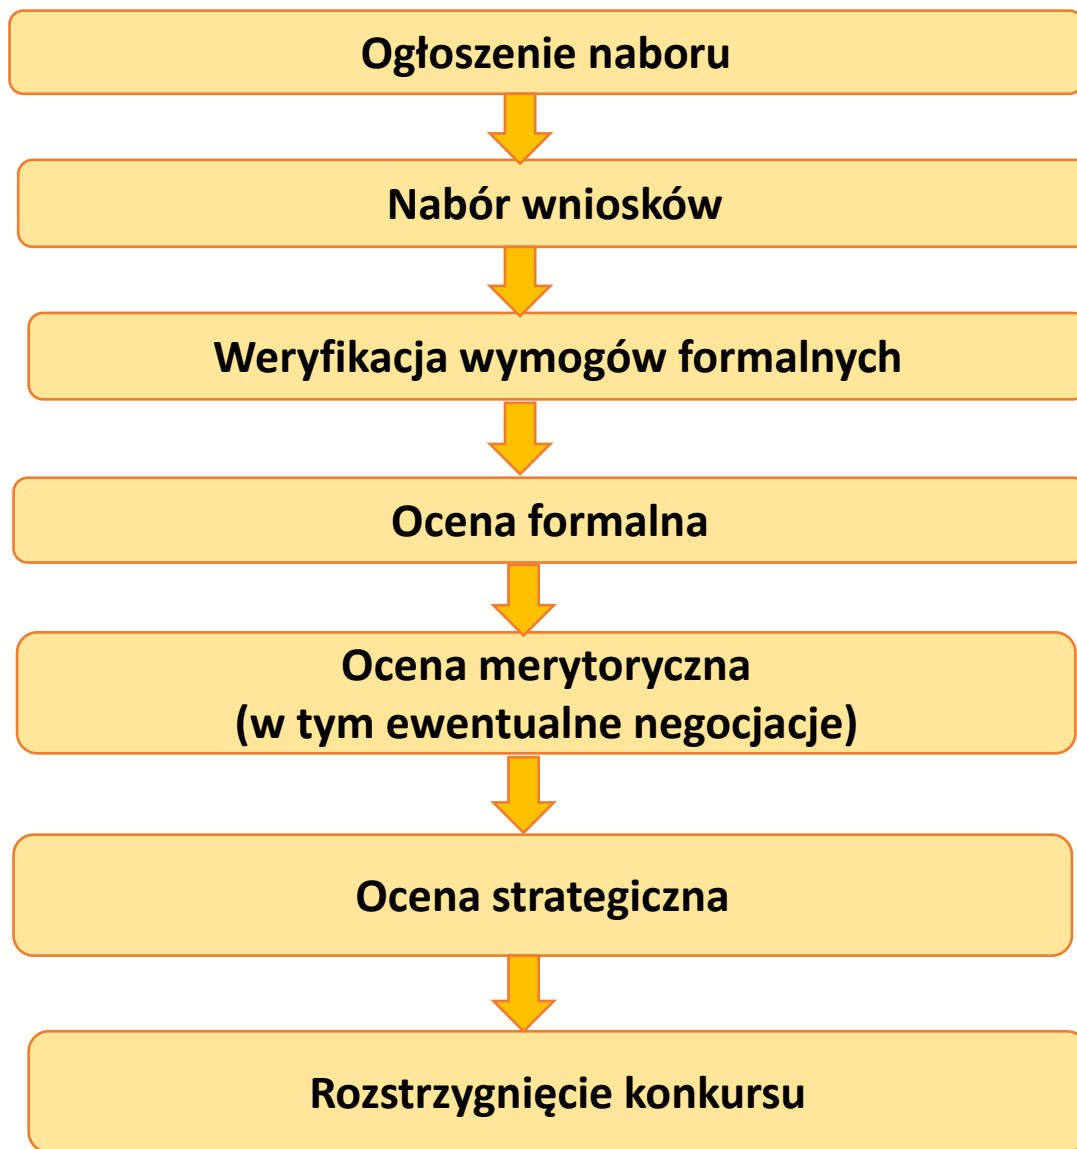 Ogłoszenie naboru
Nabór wniosków
Weryfikacja wymogów formalnych
Ocena formalna
Ocena merytoryczna
(w tym ewentualne negocjacje)
Ocena strategiczna
Rozstrzygnięcie konkursu